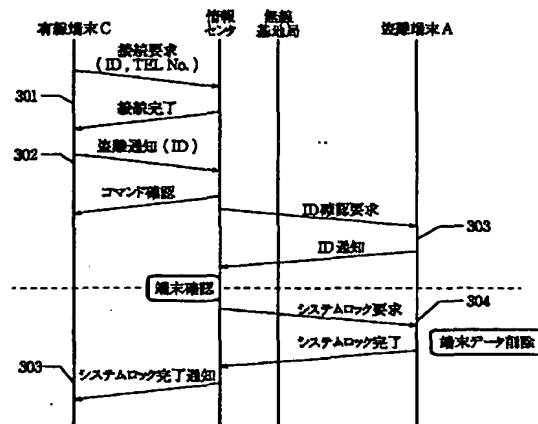 有線端末C
情報
センタ
無線
基地局
盗難端末A
接続要求
(ID, TEL No.)
301
接続完了
302
盗難通知(ID)
コマンド確認
ID確認要求
303
ID通知
端末確認
304
システムロック要求
システムロック完了
端末データ削除
303
システムロック完了通知